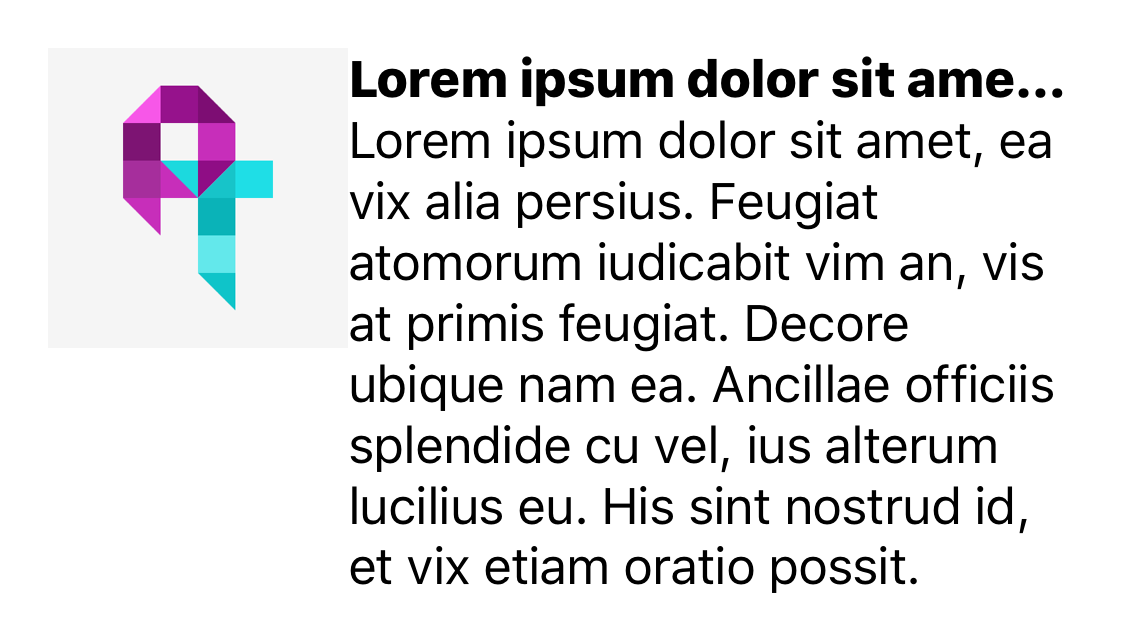 Lorem ipsum dolor sit ame...
Lorem ipsum dolor sit amet, ea
vix alia persius. Feugiat
atomorum iudicabit vim an, vis
at primis feugiat. Decore
ubique nam ea. Ancillae officiis
splendide cu vel, ius alterum
lucilius eu. His sint nostrud id,
et vix etiam oratio possit.